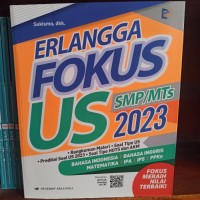 Sukismo, dkk.
ERLANGGA
FOKUS
US
SMP/MTs
2023
• Rangkuman Materi • Soal Tipe US
• Prediksi Soal US 2023 • Soal Tipe HOTS dan AKM
BAHASA INDONESIA BAHASA INGGRIS
MATEMATIKA IPA IPS PPKn
FOKUS
MERAIH
NILAI
TERBAIK!
PENERBIT ERLANGGA